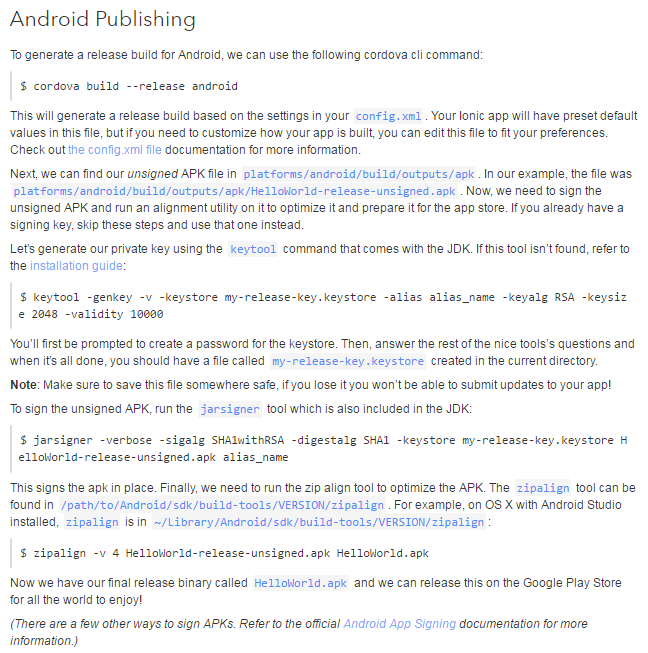 Android Publishing
To generate a release build for Android, we can use the following cordova cli command:
$ cordova build --release android
This will generate a release build based on the settings in your config.xml . Your Ionic app will have preset default
values in this file, but if you need to customize how your app is built, you can edit this file to fit your preferences.
Check out the config.xml file documentation for more information.
Next, we can find our unsigned APK file in platforms/android/build/outputs/apk . In our example, the file was
platforms/android/build/outputs/apk/HelloWorld-release-unsigned.apk . Now, we need to sign the
unsigned APK and run an alignment utility on it to optimize it and prepare it for the app store. If you already have a
signing key, skip these steps and use that one instead.
Let's generate our private key using the keytool command that comes with the JDK. If this tool isn't found, refer to
the installation guide:
$ keytool -genkey -v -keystore my-release-key.keystore -alias alias_name -keyalg RSA -keysiz
e 2048 -validity 10000
You'll first be prompted to create a password for the keystore. Then, answer the rest of the nice tools's questions and
when it's all done, you should have a file called my-release-key.keystore created in the current directory.
Note: Make sure to save this file somewhere safe, if you lose it you won't be able to submit updates to your app!
To sign the unsigned APK, run the jarsigner tool which is also included in the JDK:
$ jarsigner -verbose -sigalg SHA1withRSA -digestalg SHA1 -keystore my-release-key.keystore H
elloWorld-release-unsigned.apk alias_name
This signs the apk in place. Finally, we need to run the zip align tool to optimize the APK. The zipalign tool can be
found in /path/to/Android/sdk/build-tools/VERSION/zipalign . For example, on OS X with Android Studio
installed, zipalign is in ~/Library/Android/sdk/build-tools/VERSION/zipalign :
$ zipalign -v 4 HelloWorld-release-unsigned.apk HelloWorld.apk
Now we have our final release binary called HelloWorld.apk and we can release this on the Google Play Store
for all the world to enjoy!
(There are a few other ways to sign APKs. Refer to the official Android App Signing documentation for more
information.)